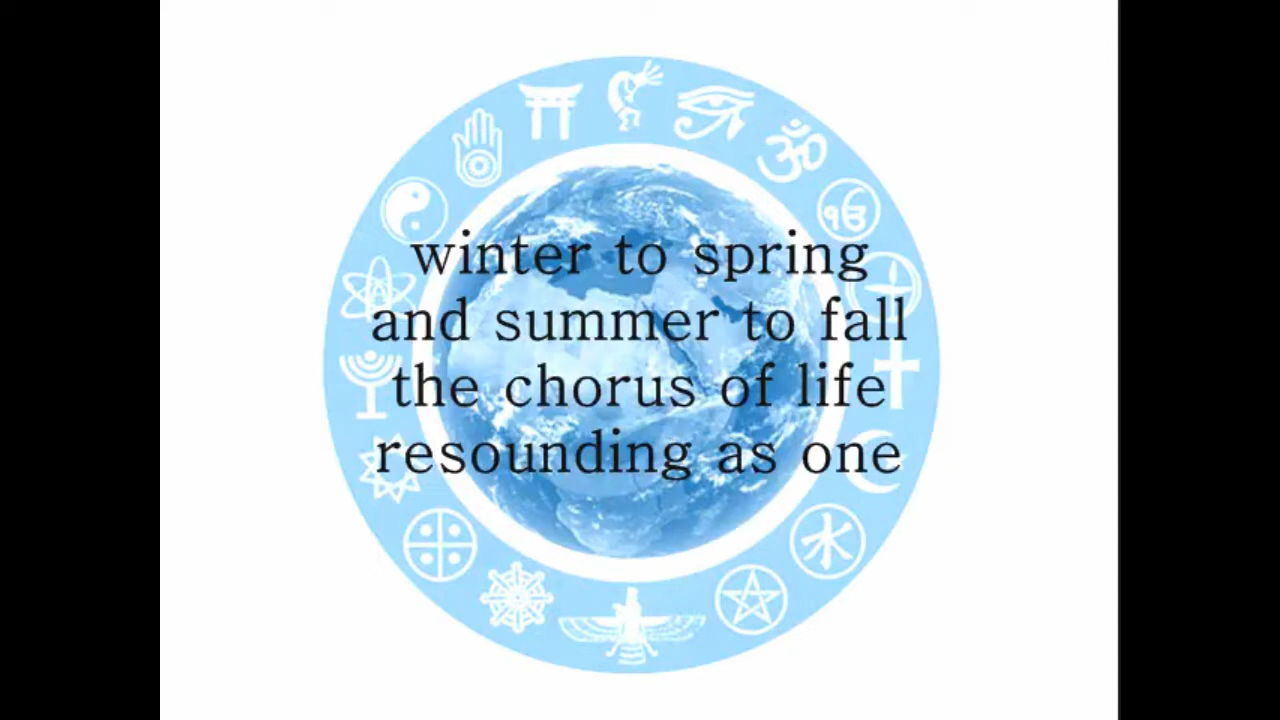 winter to spring
and summer to fall
the chorus of life
resounding as one